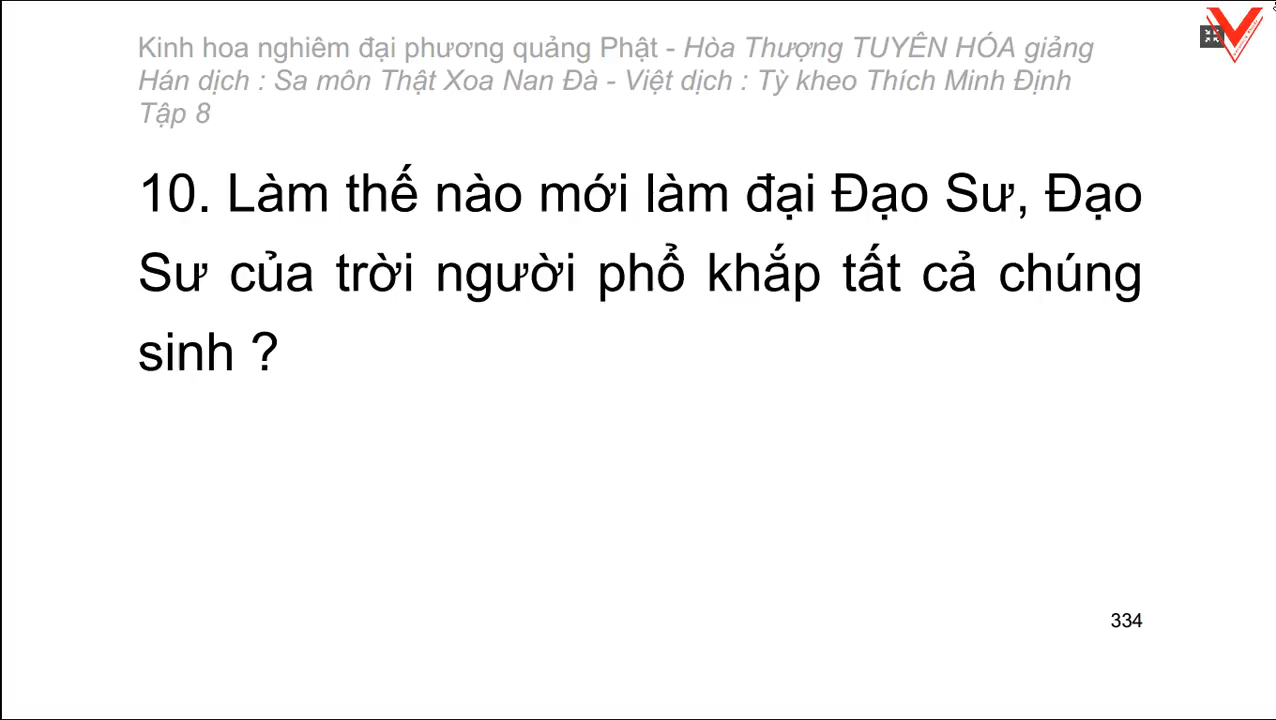 Kinh hoa nghiêm đại phương quảng Phật - Hòa Thượng TUYÊN HÓA giảng
Hán dịch : Sa môn Thật Xoa Nan Đà - Việt dịch : Tỳ kheo Thích Minh Định
Tập 8
10. Làm thế nào mới làm đại Đạo Sư, Đạo
Sư của trời người phổ khắp tất cả chúng
sinh ?
334